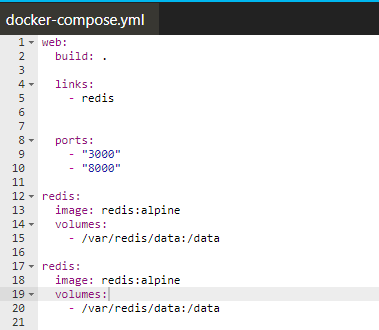 docker-compose.yml
1 web:
2   build: .
3
4   links:
5     - redis
6
7
8   ports:
9     - "3000"
10     - "8000"
11
12 redis:
13   image: redis:alpine
14   volumes:
15     - /var/redis/data:/data
16
17 redis:
18   image: redis:alpine
19   volumes:
20     - /var/redis/data:/data
21